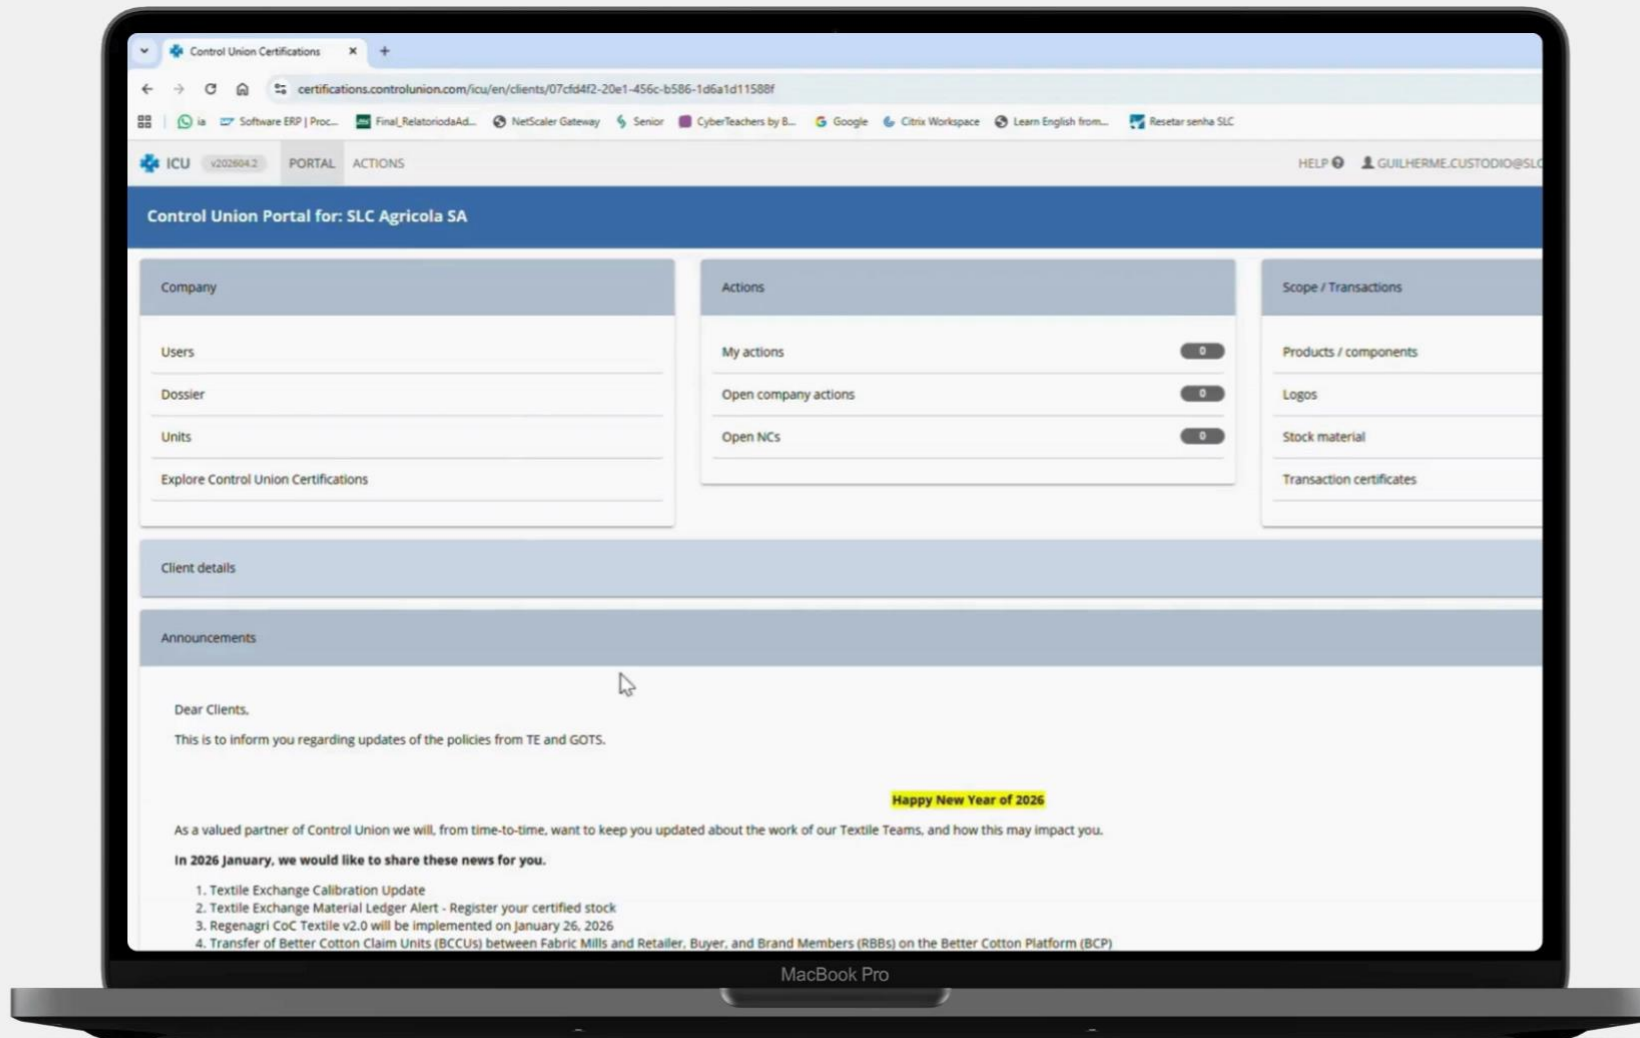 Control Union Certifications
certifications.controlunion.com/icu/en/clients/07cfd4f2-20e1-456c-b586-1d6a1d11588f
ia Software ERP | Proc... Final_RelatoriodaAd... NetScaler Gateway Senior CyberTeachers by B... Google Citrix Workspace Learn English from... Resetar senha SLC
ICU v202604.2 PORTAL ACTIONS HELP GUILHERME.CUSTODIO@SLC
Control Union Portal for: SLC Agricola SA
Company
Users
Dossier
Units
Explore Control Union Certifications
Actions
My actions 0
Open company actions 0
Open NCs 0
Scope / Transactions
Products / components
Logos
Stock material
Transaction certificates
Client details
Announcements
Dear Clients,
This is to inform you regarding updates of the policies from TE and GOTS.
Happy New Year of 2026
As a valued partner of Control Union we will, from time-to-time, want to keep you updated about the work of our Textile Teams, and how this may impact you.
In 2026 January, we would like to share these news for you.
1. Textile Exchange Calibration Update
2. Textile Exchange Material Ledger Alert - Register your certified stock
3. Regenagri CoC Textile v2.0 will be implemented on January 26, 2026
4. Transfer of Better Cotton Claim Units (BCCUs) between Fabric Mills and Retailer, Buyer, and Brand Members (RBBs) on the Better Cotton Platform (BCP)
MacBook Pro